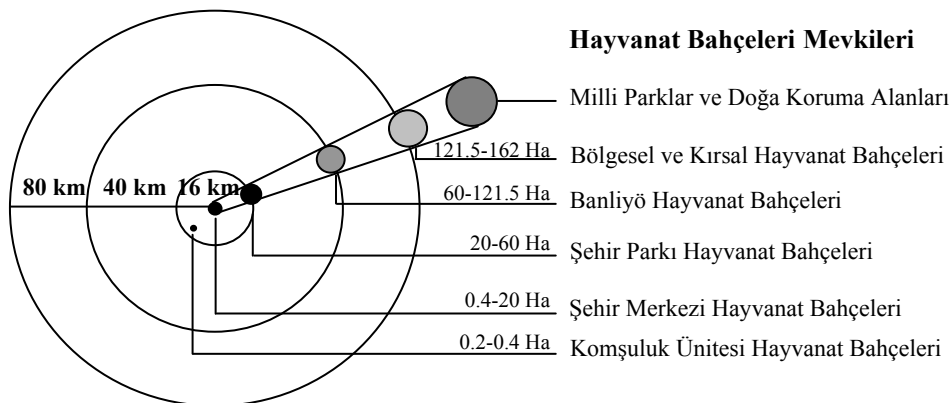 Hayvanat Bahçeleri Mevkileri
Milli Parklar ve Doğa Koruma Alanları
121.5-162 Ha Bölgesel ve Kırsal Hayvanat Bahçeleri
80 km 40 km 16 km
60-121.5 Ha Banliyö Hayvanat Bahçeleri
20-60 Ha Şehir Parkı Hayvanat Bahçeleri
0.4-20 Ha Şehir Merkezi Hayvanat Bahçeleri
0.2-0.4 Ha Komşuluk Ünitesi Hayvanat Bahçeleri